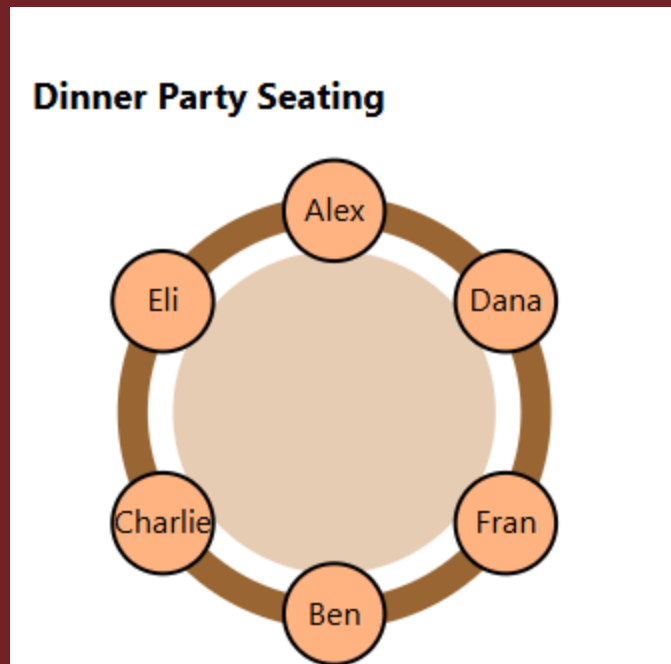 Dinner Party Seating
Alex
Eli
Dana
Charlie
Fran
Ben